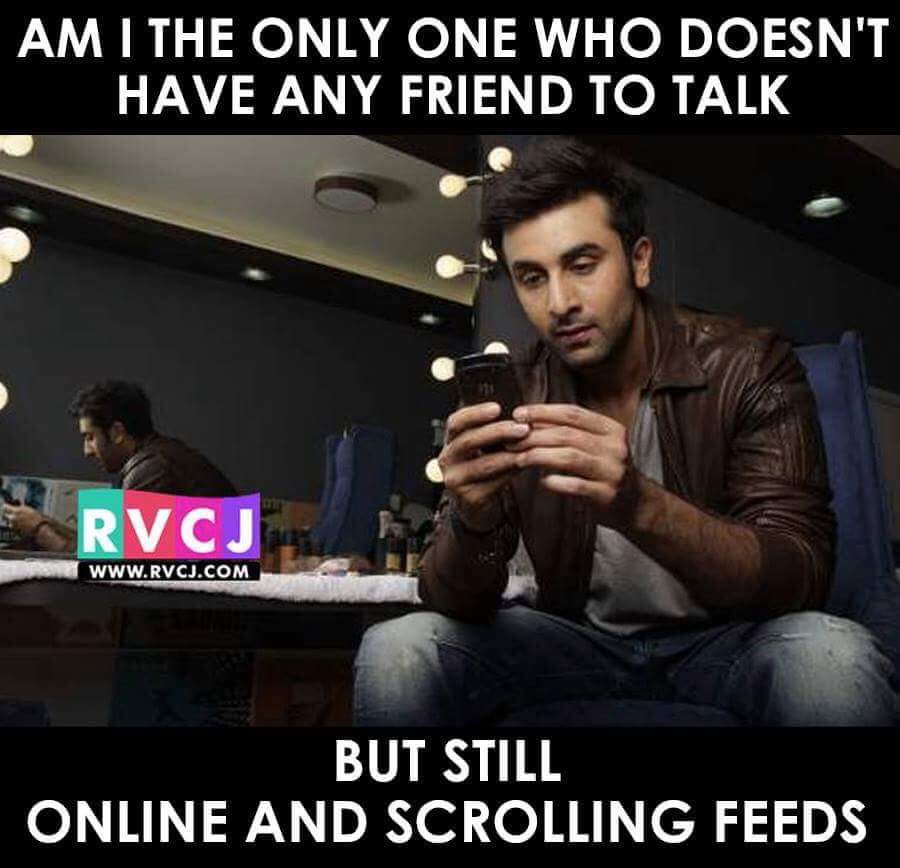 AM I THE ONLY ONE WHO DOESN'T
HAVE ANY FRIEND TO TALK
RVCJ
WWW.RVCJ.COM
BUT STILL
ONLINE AND SCROLLING FEEDS